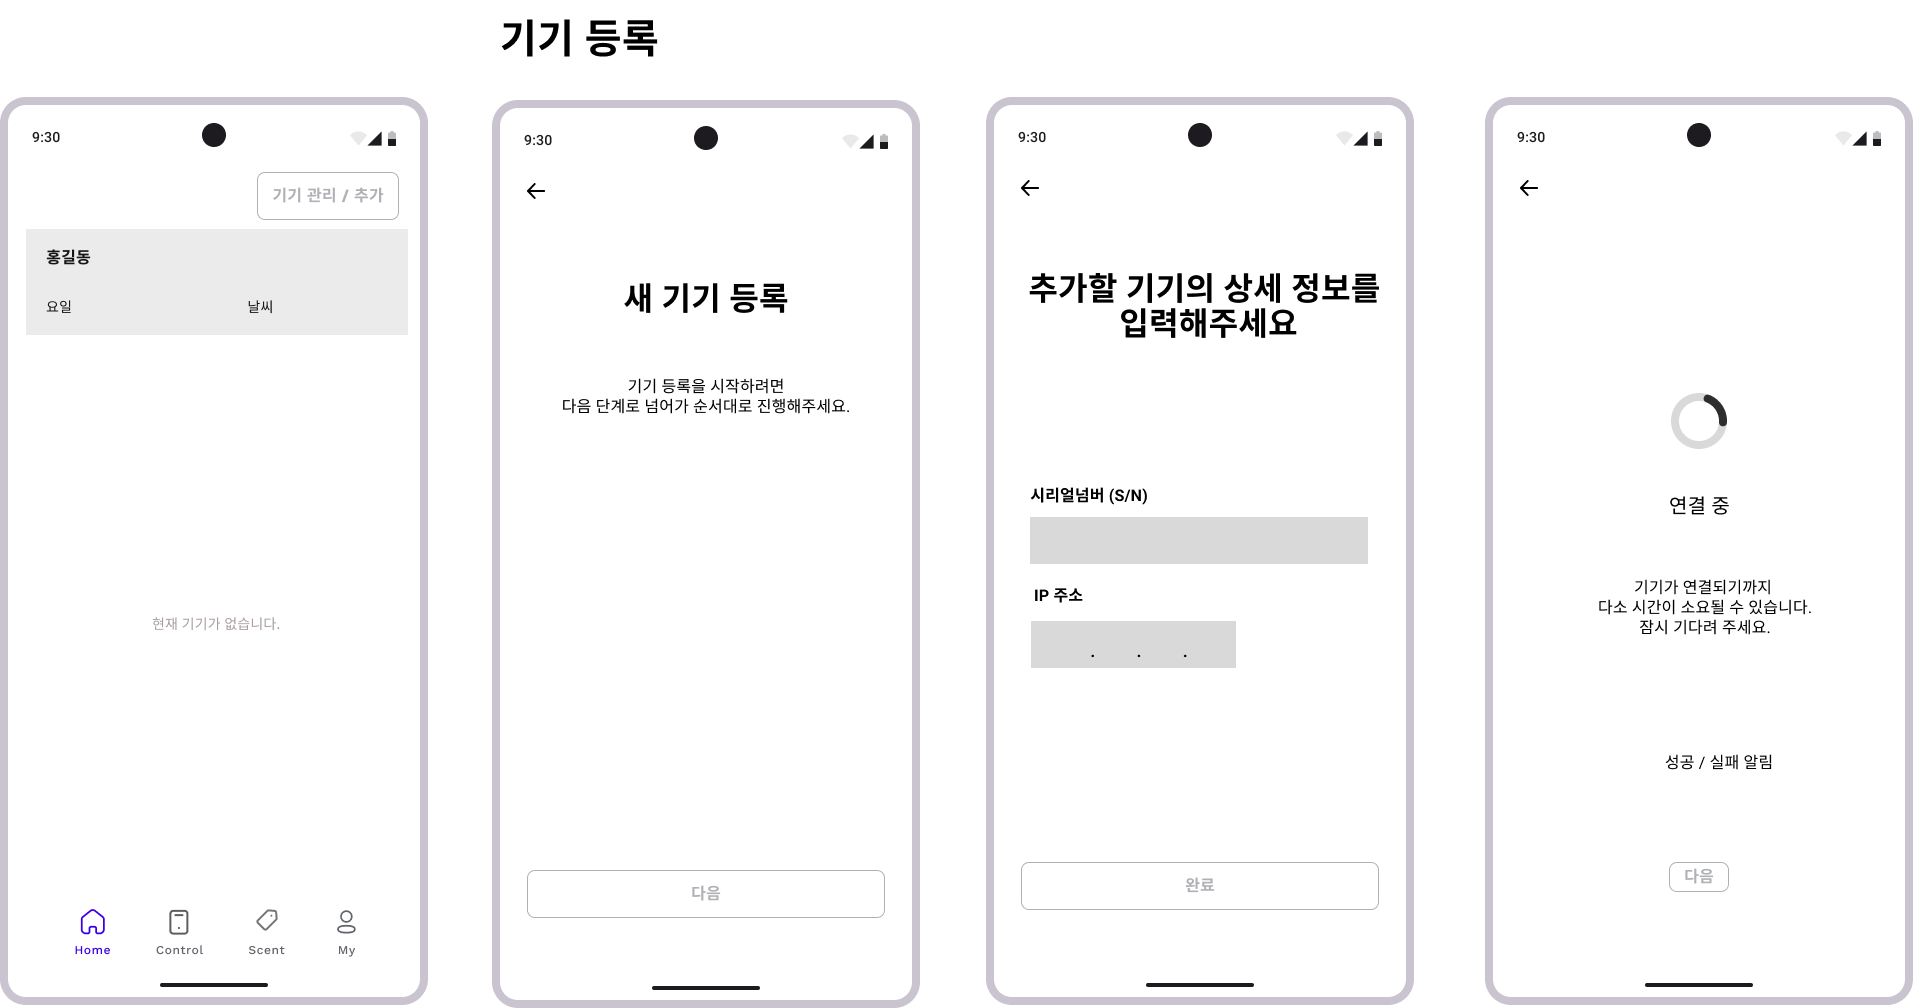 기기 등록
9:30
기기 관리 / 추가
홍길동
요일 날씨
현재 기기가 없습니다.
Home Control Scent My
9:30
새 기기 등록
기기 등록을 시작하려면
다음 단계로 넘어가 순서대로 진행해주세요.
다음
9:30
추가할 기기의 상세 정보를
입력해주세요
시리얼넘버 (S/N)
IP 주소
. . .
완료
9:30
연결 중
기기가 연결되기까지
다소 시간이 소요될 수 있습니다.
잠시 기다려 주세요.
성공 / 실패 알림
다음